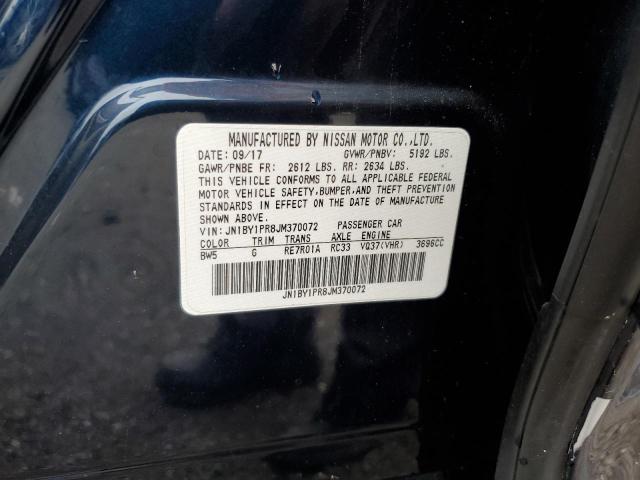 MANUFACTURED BY NISSAN MOTOR CO.,LTD.
DATE: 09/17 GVWR/PNBV: 5192 LBS.
GAWR/PNBE FR: 2612 LBS. RR: 2634 LBS.
THIS VEHICLE CONFORMS TO ALL APPLICABLE FEDERAL
MOTOR VEHICLE SAFETY,BUMPER,AND THEFT PREVENTION
STANDARDS IN EFFECT ON THE DATE OF MANUFACTURE
SHOWN ABOVE.
VIN: JN1BY1PR8JM370072 PASSENGER CAR
COLOR TRIM TRANS AXLE ENGINE
BW5 G RE7R01A RC33 VQ37(VHR) 3696CC
JN1BY1PR8JM370072